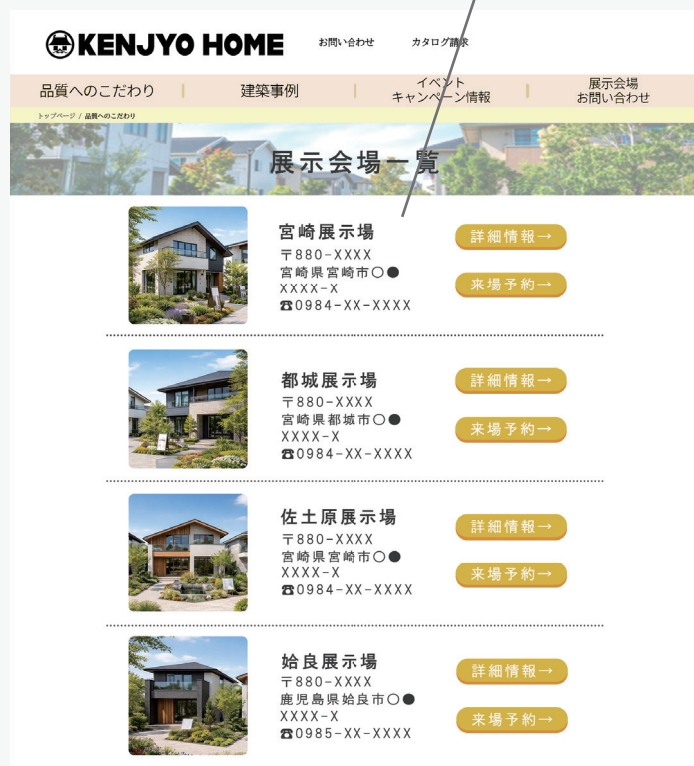 KENJYO HOME
お問い合わせ
カタログ請求
品質へのこだわり
建築事例
イベント
キャンペーン情報
展示会場
お問い合わせ
トップページ / 品質へのこだわり
展示会場一覧
宮崎展示場
〒880-XXXX
宮崎県宮崎市〇●
XXXX-X
☎0984-XX-XXXX
詳細情報→
来場予約→
都城展示場
〒880-XXXX
宮崎県都城市〇●
XXXX-X
☎0984-XX-XXXX
詳細情報→
来場予約→
佐土原展示場
〒880-XXXX
宮崎県宮崎市〇●
XXXX-X
☎0984-XX-XXXX
詳細情報→
来場予約→
姶良展示場
〒880-XXXX
鹿児島県姶良市〇●
XXXX-X
☎0985-XX-XXXX
詳細情報→
来場予約→